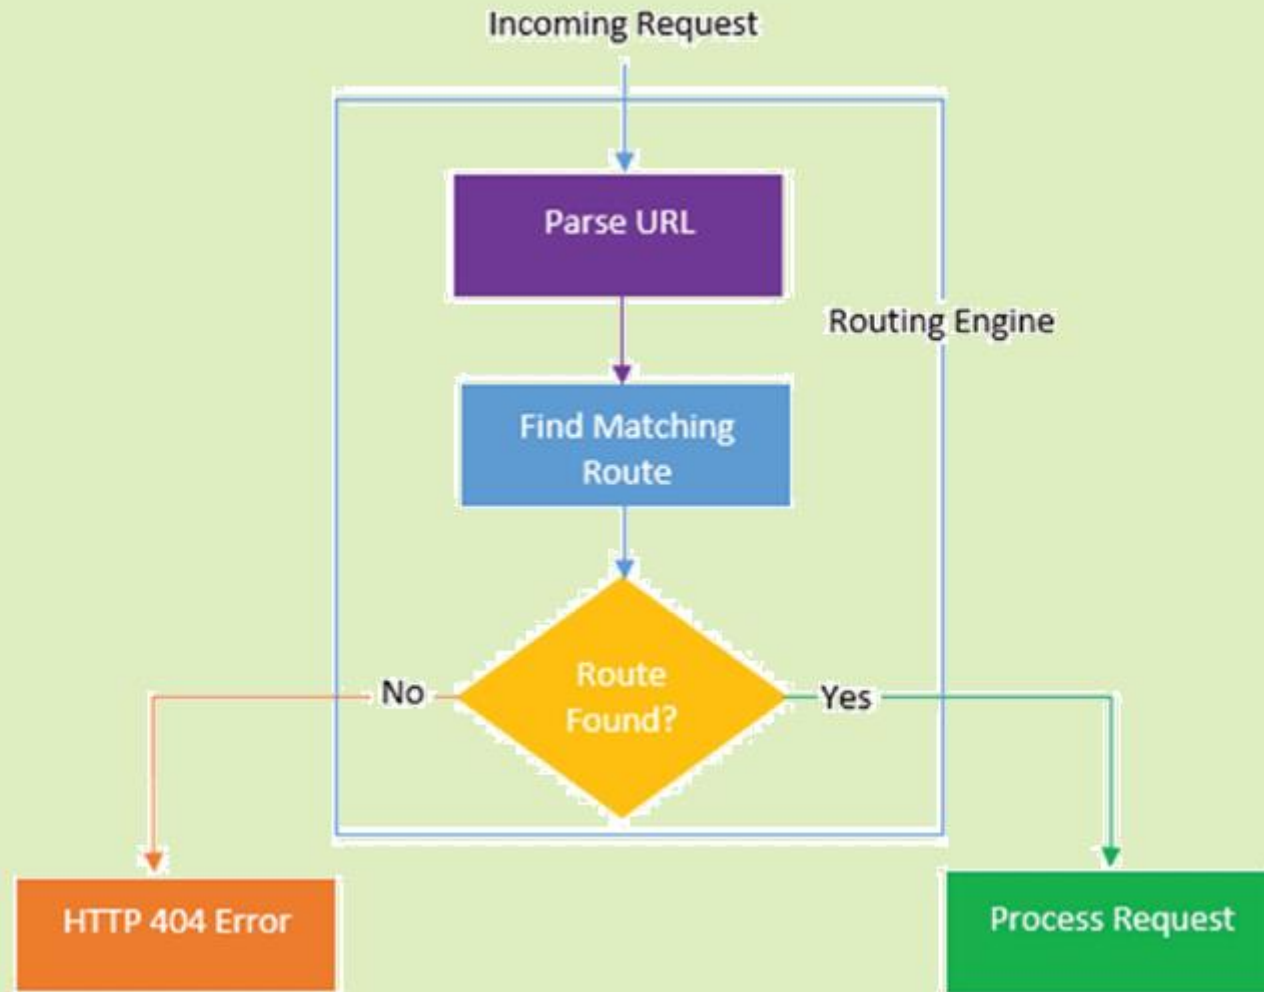 Incoming Request
Parse URL
Routing Engine
Find Matching
Route
Route
Found?
No
Yes
HTTP 404 Error
Process Request